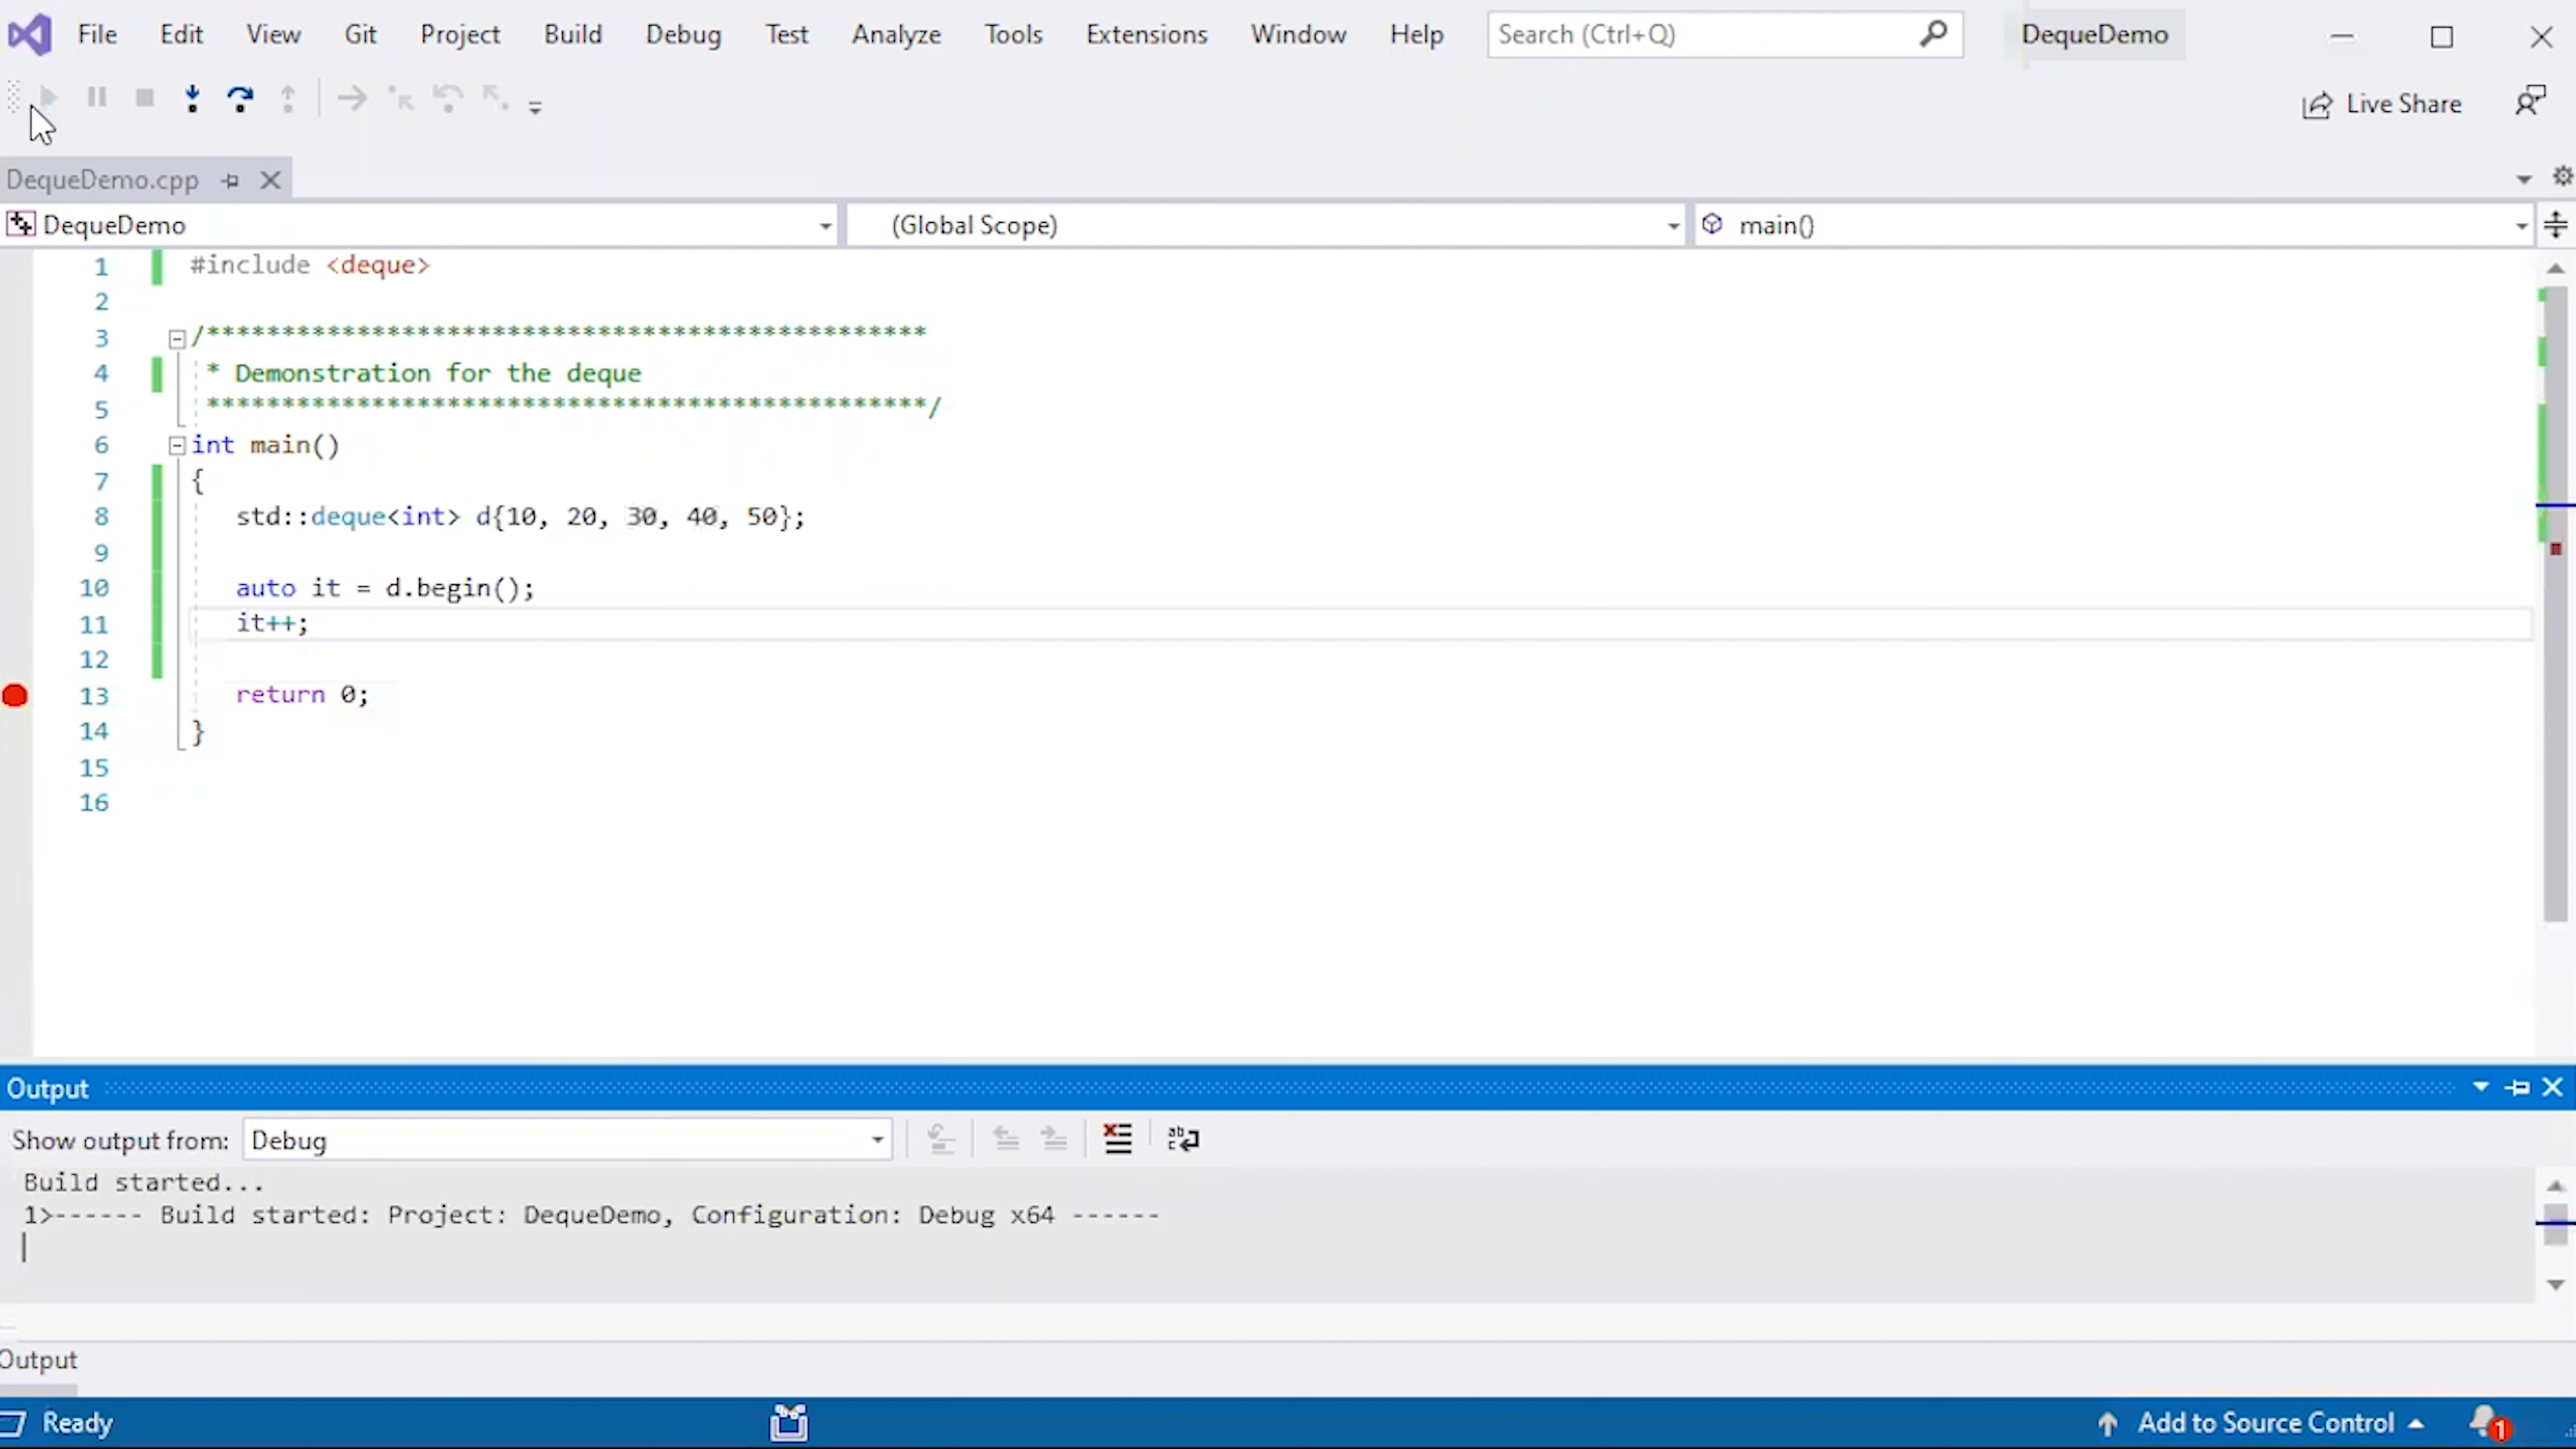 File Edit View Git Project Build Debug Test Analyze Tools Extensions Window Help Search (Ctrl+Q) DequeDemo
Live Share
DequeDemo.cpp
DequeDemo (Global Scope) main()
1 #include <deque>
2
3 /************************************************
4 * Demonstration for the deque
5 ************************************************/
6 int main()
7 {
8 std::deque<int> d{10, 20, 30, 40, 50};
9
10 auto it = d.begin();
11 it++;
12
13 return 0;
14 }
15
16
Output
Show output from: Debug
Build started...
1>------ Build started: Project: DequeDemo, Configuration: Debug x64 ------
Output
Ready Add to Source Control 1